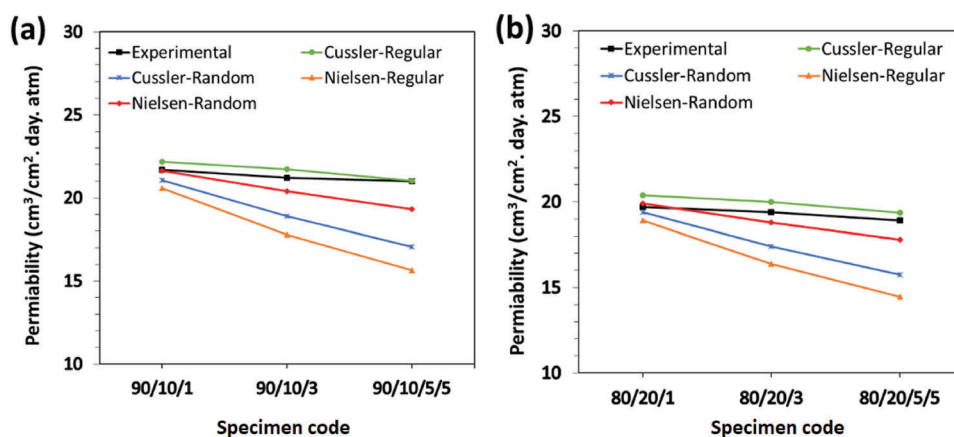 (a)
Experimental
Cussler-Regular
Cussler-Random
Nielsen-Regular
Nielsen-Random
Permiability (cm³/cm². day. atm)
30
25
20
15
10
90/10/1
90/10/3
90/10/5/5
Specimen code
(b)
Experimental
Cussler-Regular
Cussler-Random
Nielsen-Regular
Nielsen-Random
Permiability (cm³/cm². day. atm)
30
25
20
15
10
80/20/1
80/20/3
80/20/5/5
Specimen code